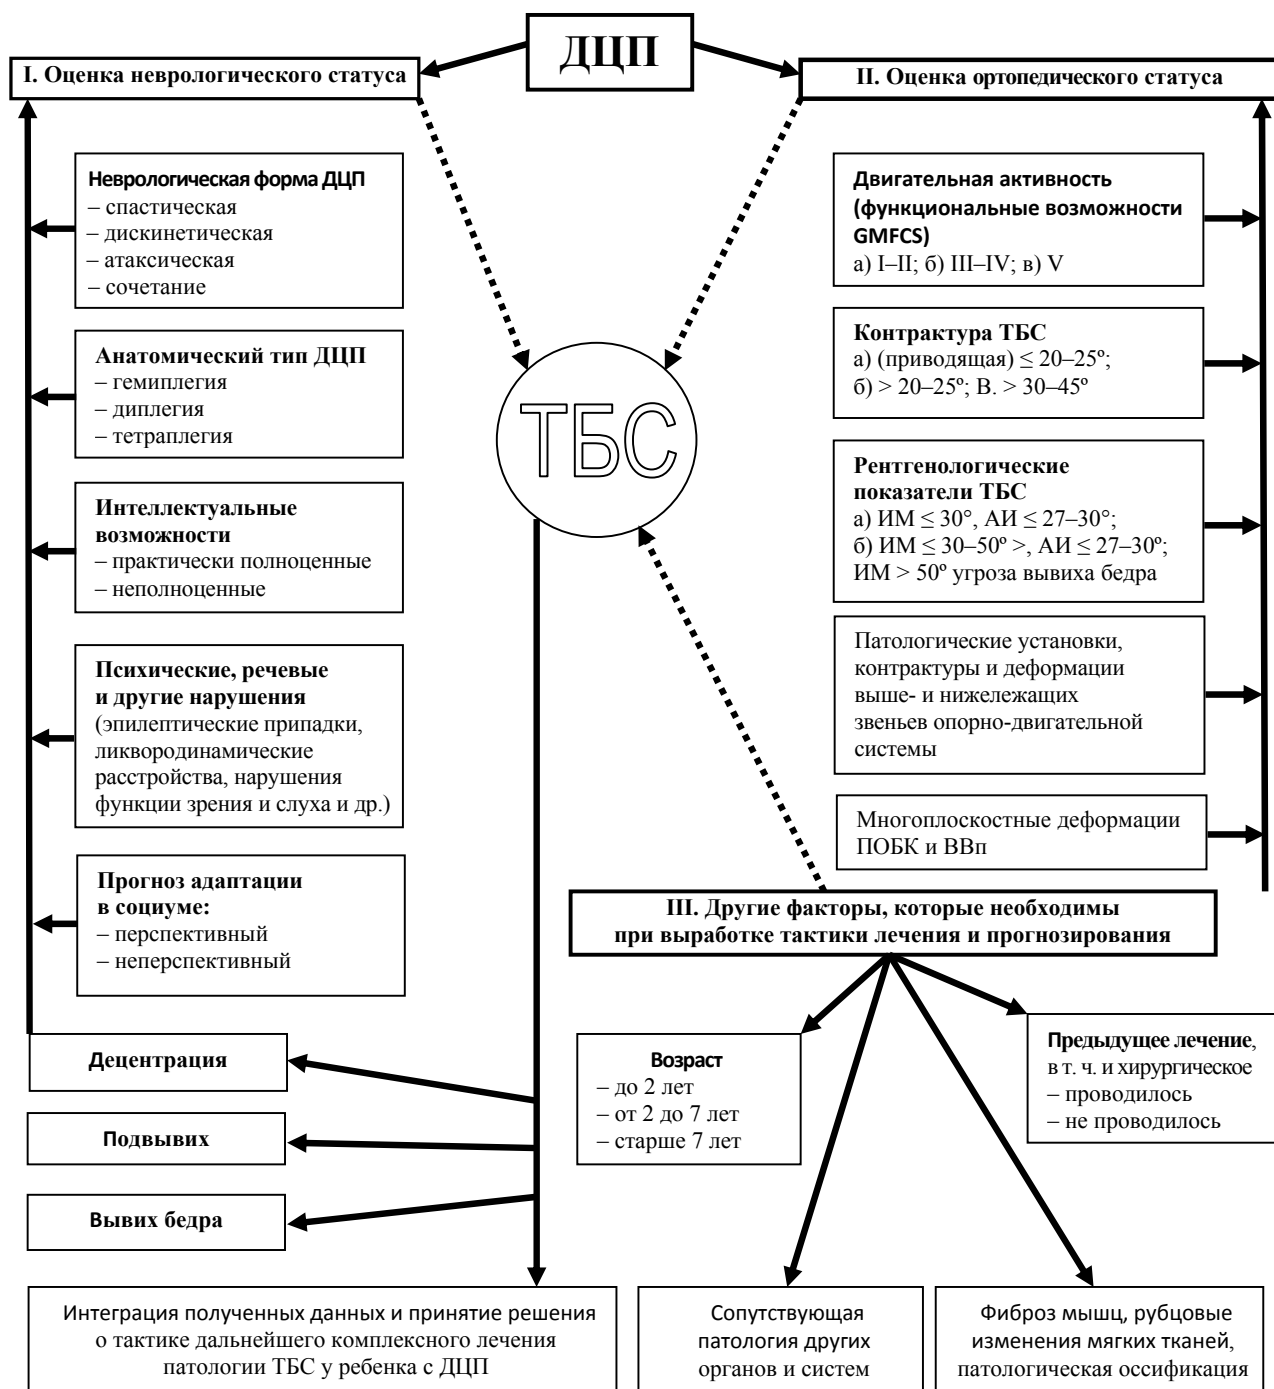 ДЦП
I. Оценка неврологического статуса
Неврологическая форма ДЦП
– спастическая
– дискинетическая
– атаксическая
– сочетание
Анатомический тип ДЦП
– гемиплегия
– диплегия
– тетраплегия
Интеллектуальные
возможности
– практически полноценные
– неполноценные
Психические, речевые
и другие нарушения
(эпилептические припадки,
ликвородинамические
расстройства, нарушения
функции зрения и слуха и др.)
Прогноз адаптации
в социуме:
– перспективный
– неперспективный
II. Оценка ортопедического статуса
Двигательная активность
(функциональные возможности
GMFCS)
а) I–II; б) III–IV; в) V
Контрактура ТБС
а) (приводящая) ≤ 20–25º;
б) > 20–25º; В. > 30–45º
Рентгенологические
показатели ТБС
а) ИМ ≤ 30°, АИ ≤ 27–30°;
б) ИМ ≤ 30–50º >, АИ ≤ 27–30º;
ИМ > 50º угроза вывиха бедра
Патологические установки,
контрактуры и деформации
выше- и нижележащих
звеньев опорно-двигательной
системы
Многоплоскостные деформации
ПОБК и ВВп
ТБС
III. Другие факторы, которые необходимы
при выработке тактики лечения и прогнозирования
Возраст
– до 2 лет
– от 2 до 7 лет
– старше 7 лет
Предыдущее лечение,
в т. ч. и хирургическое
– проводилось
– не проводилось
Децентрация
Подвывих
Вывих бедра
Интеграция полученных данных и принятие решения
о тактике дальнейшего комплексного лечения
патологии ТБС у ребенка с ДЦП
Сопутствующая
патология других
органов и систем
Фиброз мышц, рубцовые
изменения мягких тканей,
патологическая оссификация